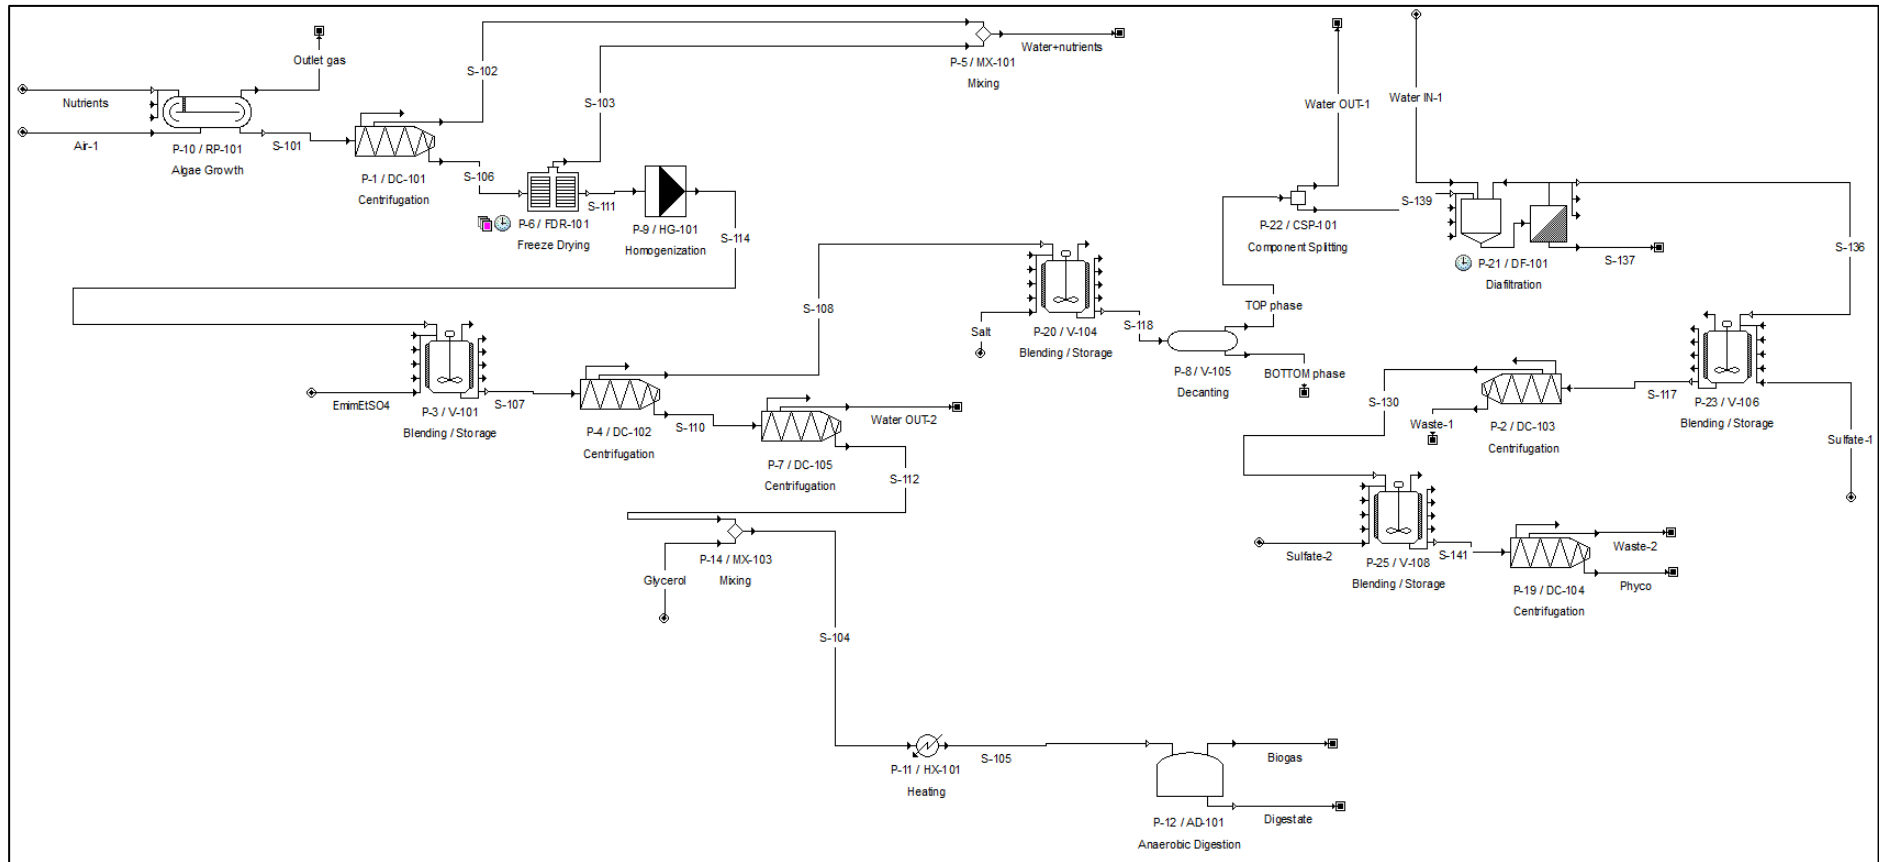 Outlet gas
Nutrients
Air-1
P-10 / RP-101
Algae Growth
S-101
S-102
P-1 / DC-101
Centrifugation
S-106
S-103
P-6 / FDR-101
Freeze Drying
S-111
P-9 / HG-101
Homogenization
S-114
P-5 / MX-101
Mixing
Water+nutrients
Water OUT-1
Water IN-1
P-22 / CSP-101
Component Splitting
S-139
P-21 / DF-101
Diafiltration
S-137
S-136
S-108
Salt
P-20 / V-104
Blending / Storage
S-118
TOP phase
P-8 / V-105
Decanting
BOTTOM phase
EmimEtSO4
P-3 / V-101
Blending / Storage
S-107
P-4 / DC-102
Centrifugation
S-110
Water OUT-2
P-7 / DC-105
Centrifugation
S-112
S-130
Waste-1
P-2 / DC-103
Centrifugation
S-117
P-23 / V-106
Blending / Storage
Sulfate-1
Sulfate-2
P-25 / V-108
Blending / Storage
S-141
Waste-2
Phyco
P-19 / DC-104
Centrifugation
P-14 / MX-103
Mixing
Glycerol
S-104
P-11 / HX-101
Heating
S-105
Biogas
Digestate
P-12 / AD-101
Anaerobic Digestion